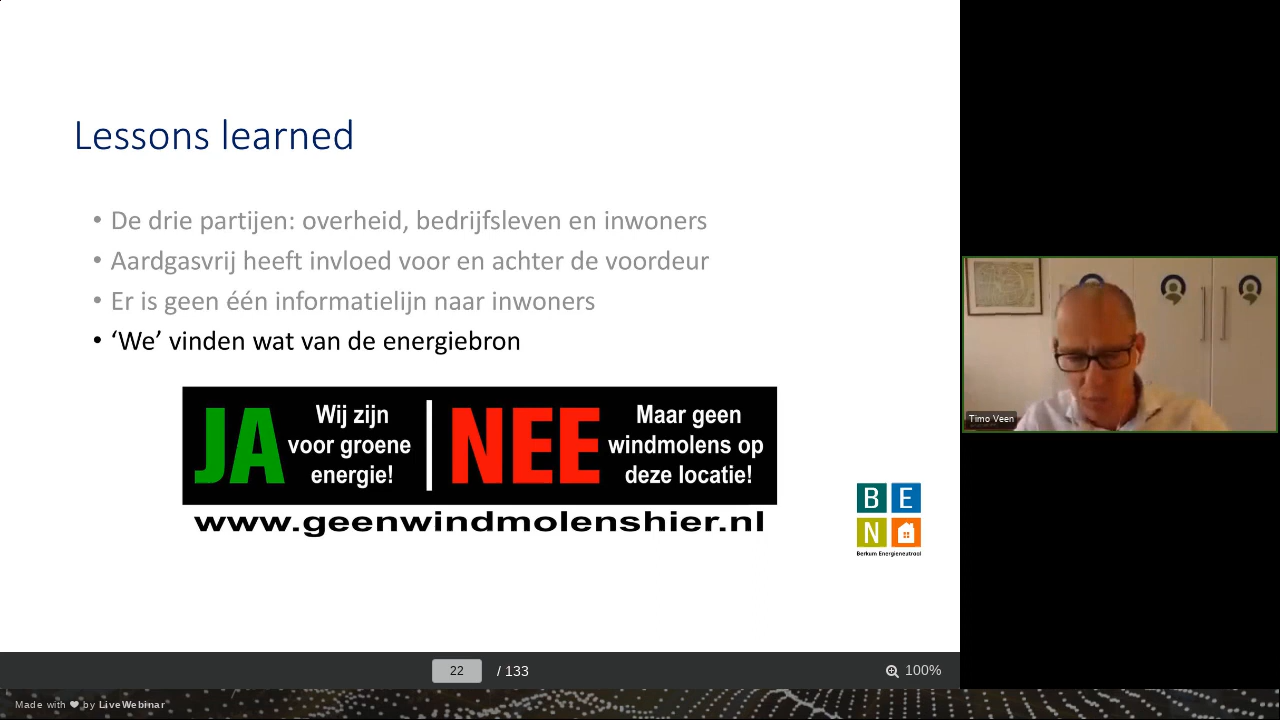 Lessons learned
• De drie partijen: overheid, bedrijfsleven en inwoners
• Aardgasvrij heeft invloed voor en achter de voordeur
• Er is geen één informatielijn naar inwoners
• ‘We’ vinden wat van de energiebron
JA
Wij zijn
voor groene
energie!
NEE
Maar geen
windmolens op
deze locatie!
www.geenwindmolenshier.nl
B E
N
Berkum Energieneutraal
Timo Veen
22 / 133
100%
Made with ❤ by LiveWebinar